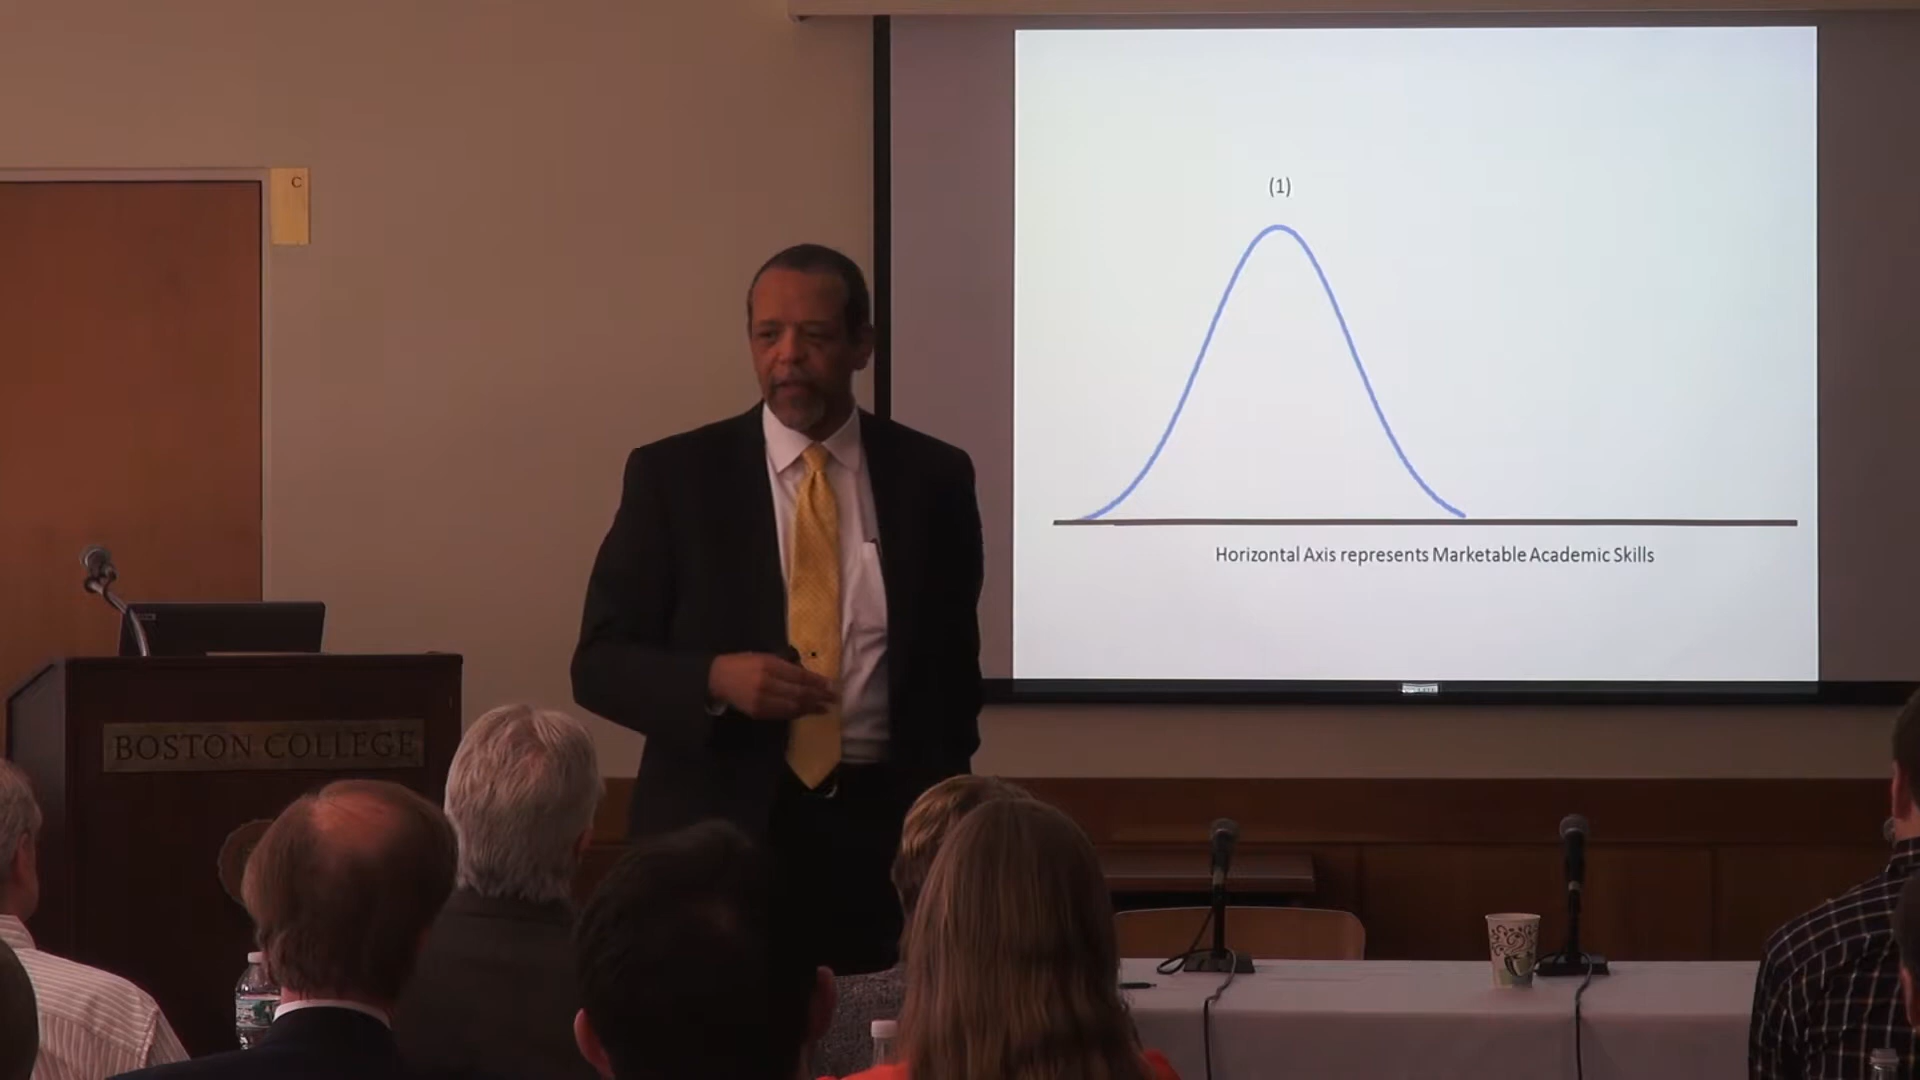 C
(1)
Horizontal Axis represents Marketable Academic Skills
BOSTON COLLEGE